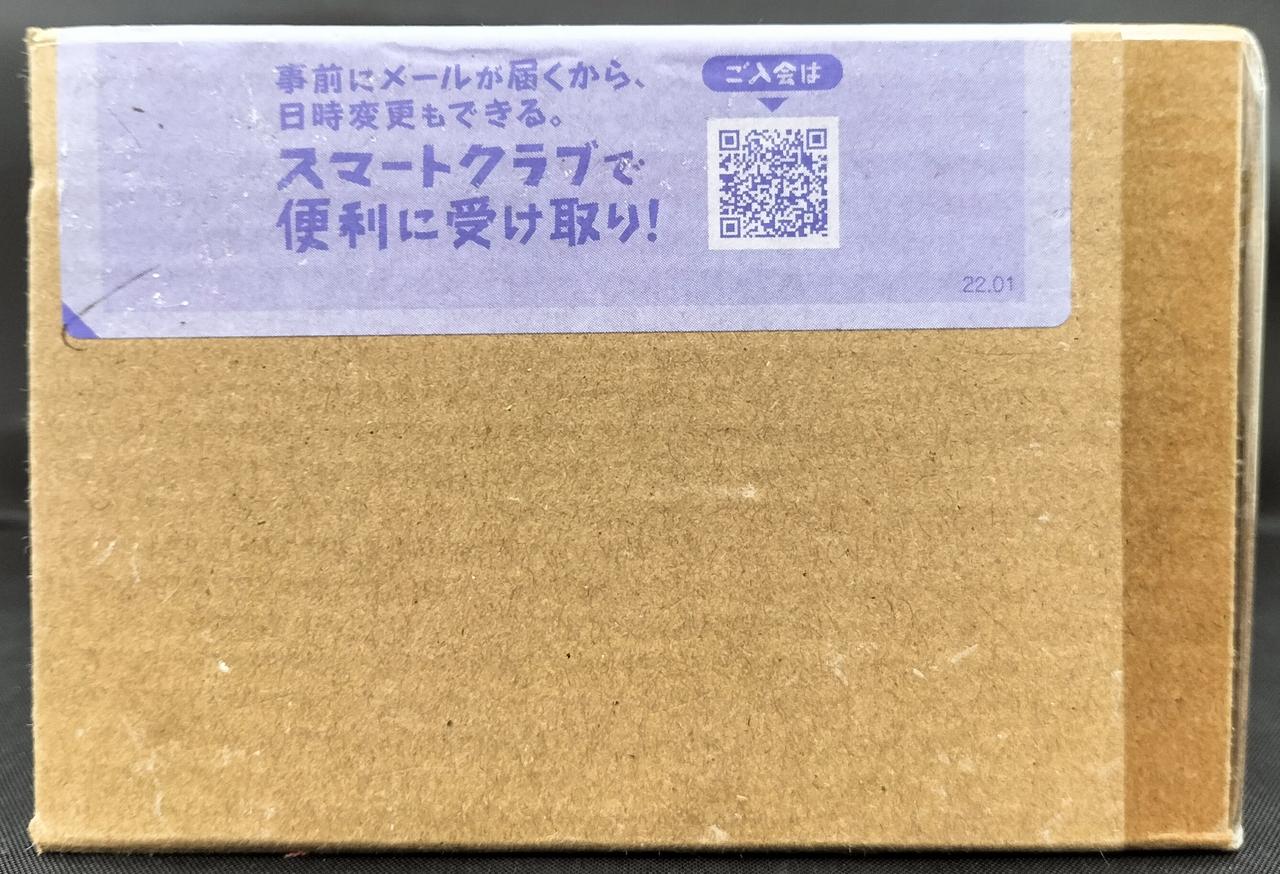 事前にメールが届くから、
日時変更もできる。
スマートクラブで
便利に受け取り!
ご入会は
22.01